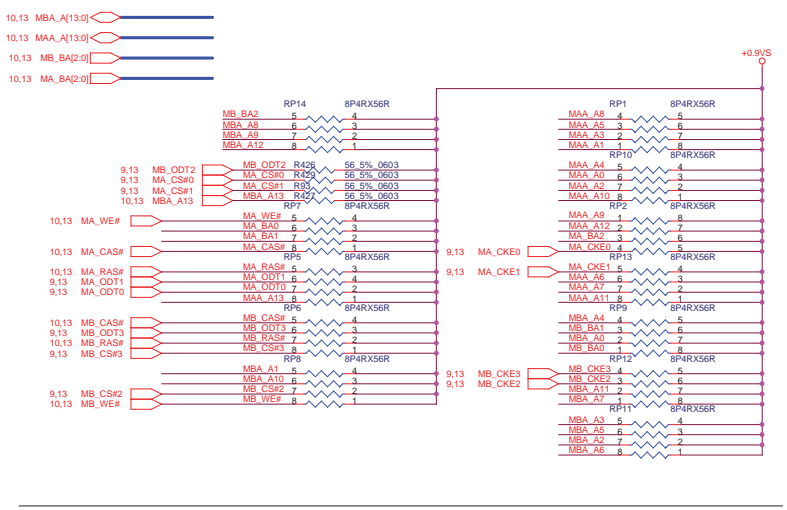 10,13 MBA_A[13:0]
10,13 MAA_A[13:0]
10,13 MB_BA[2:0]
10,13 MA_BA[2:0]
+0.9VS
RP14 8P4RX56R
MB_BA2 5 4
MBA_A8 6 3
MBA_A9 7 2
MBA_A12 8 1
9,13 MB_ODT2 MB_ODT2 R426 56_5%_0603
9,13 MA_CS#0 MA_CS#0 R429 56_5%_0603
9,13 MA_CS#1 MA_CS#1 R93 56_5%_0603
10,13 MBA_A13 MBA_A13 R427 56_5%_0603
RP7 8P4RX56R
10,13 MA_WE# MA_WE# 5 4
MA_BA0 6 3
MA_BA1 7 2
10,13 MA_CAS# MA_CAS# 8 1
RP5 8P4RX56R
10,13 MA_RAS# MA_RAS# 5 3
9,13 MA_ODT1 MA_ODT1 6 4
9,13 MA_ODT0 MA_ODT0 7 2
MAA_A13 8 1
RP6 8P4RX56R
10,13 MB_CAS# MB_CAS# 5 4
9,13 MB_ODT3 MB_ODT3 6 3
10,13 MB_RAS# MB_RAS# 7 2
9,13 MB_CS#3 MB_CS#3 8 1
RP8 8P4RX56R
MBA_A1 5 4
MBA_A10 6 3
9,13 MB_CS#2 MB_CS#2 7 2
10,13 MB_WE# MB_WE# 8 1
RP1 8P4RX56R
MAA_A8 4 5
MAA_A5 3 6
MAA_A3 2 7
MAA_A1 1 8
RP10 8P4RX56R
MAA_A4 5 4
MAA_A0 6 3
MAA_A2 7 2
MAA_A10 8 1
RP2 8P4RX56R
MAA_A9 1 8
MAA_A12 2 7
MA_BA2 3 6
9,13 MA_CKE0 MA_CKE0 4 5
RP13 8P4RX56R
9,13 MA_CKE1 MA_CKE1 5 4
MAA_A6 6 3
MAA_A7 7 2
MAA_A11 8 1
RP9 8P4RX56R
MBA_A4 4 5
MB_BA1 3 6
MBA_A0 2 7
MB_BA0 1 8
RP12 8P4RX56R
9,13 MB_CKE3 MB_CKE3 4 5
9,13 MB_CKE2 MB_CKE2 3 6
MBA_A11 2 7
MBA_A7 1 8
RP11 8P4RX56R
MBA_A3 5 4
MBA_A5 6 3
MBA_A2 7 2
MBA_A6 8 1